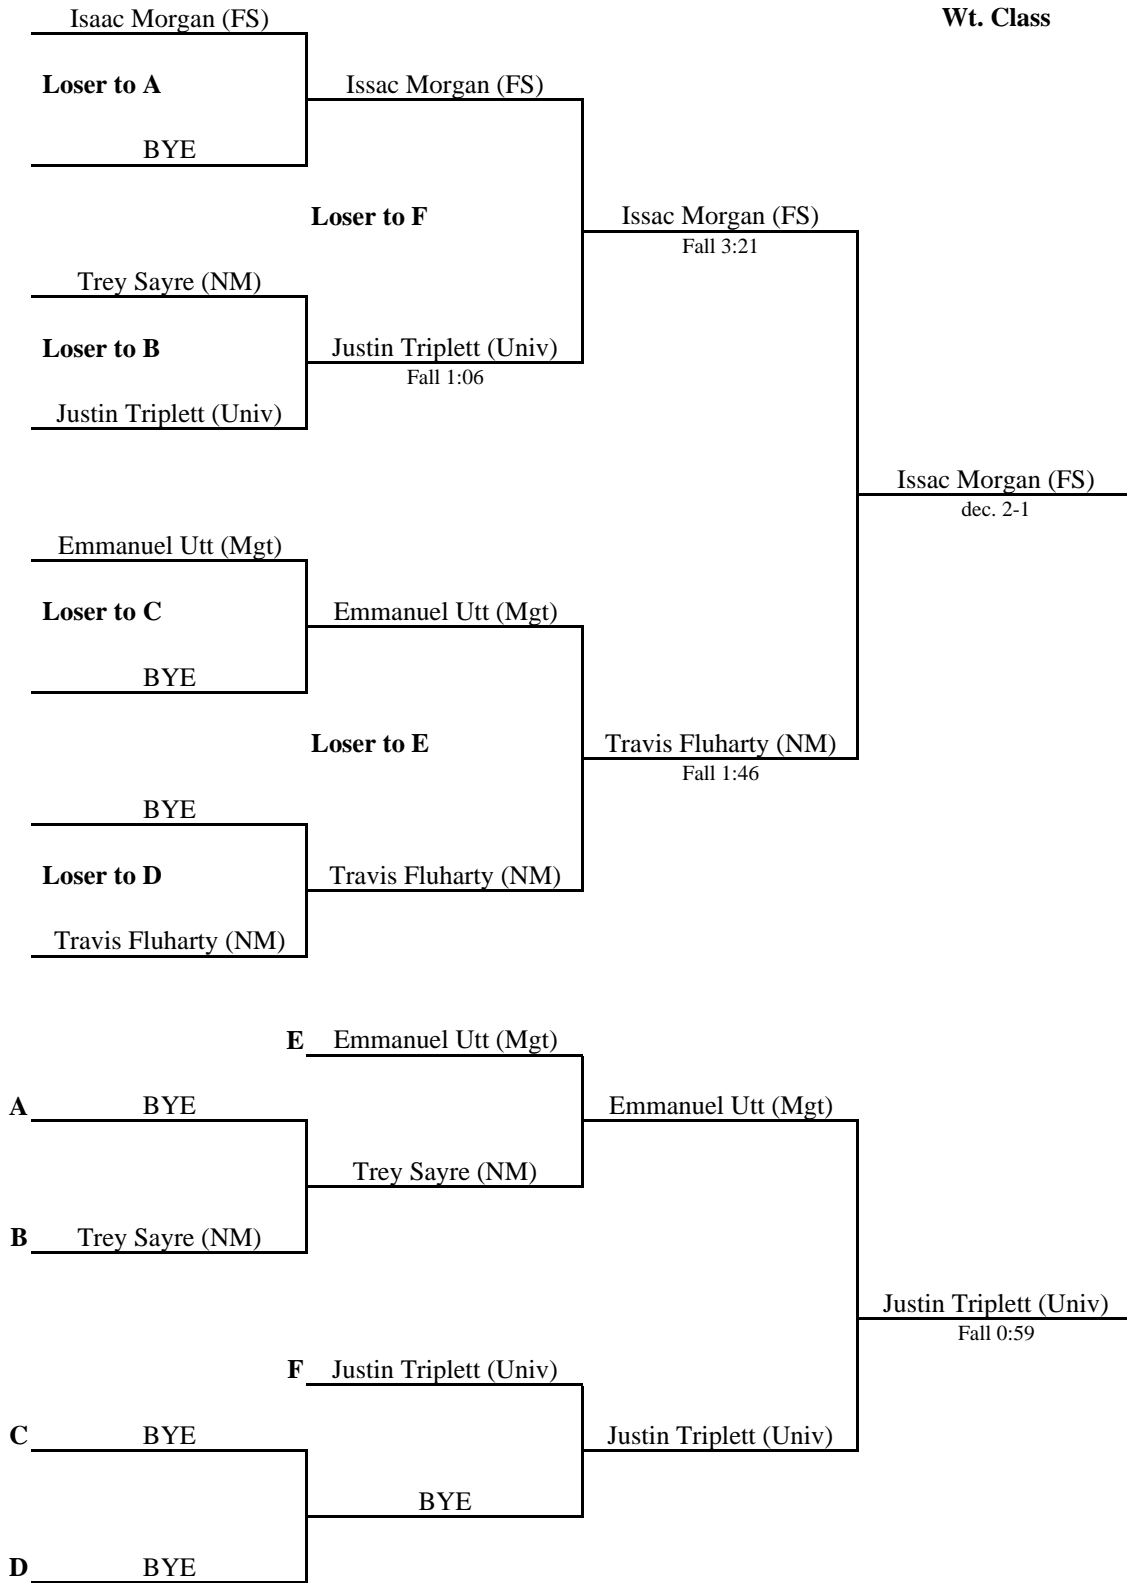 Isaac Morgan (FS)
Wt. Class
Loser to A
Issac Morgan (FS)
BYE
Loser to F
Issac Morgan (FS)
Fall 3:21
Trey Sayre (NM)
Loser to B
Justin Triplett (Univ)
Fall 1:06
Justin Triplett (Univ)
Issac Morgan (FS)
dec. 2-1
Emmanuel Utt (Mgt)
Loser to C
Emmanuel Utt (Mgt)
BYE
Loser to E
Travis Fluharty (NM)
Fall 1:46
BYE
Loser to D
Travis Fluharty (NM)
Travis Fluharty (NM)
E Emmanuel Utt (Mgt)
A BYE
Emmanuel Utt (Mgt)
Trey Sayre (NM)
B Trey Sayre (NM)
Justin Triplett (Univ)
Fall 0:59
F Justin Triplett (Univ)
C BYE
Justin Triplett (Univ)
BYE
D BYE